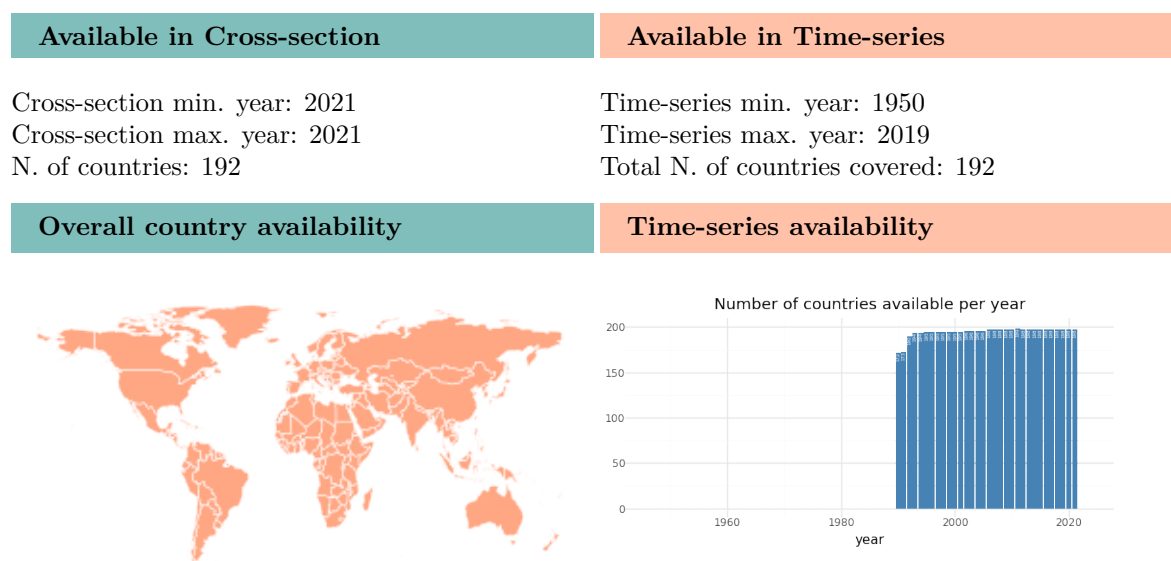 Available in Cross-section
Available in Time-series
Cross-section min. year: 2021
Cross-section max. year: 2021
N. of countries: 192
Time-series min. year: 1950
Time-series max. year: 2019
Total N. of countries covered: 192
Overall country availability
Time-series availability
Number of countries available per year
200
150
100
50
0
1960
1980
2000
2020
year